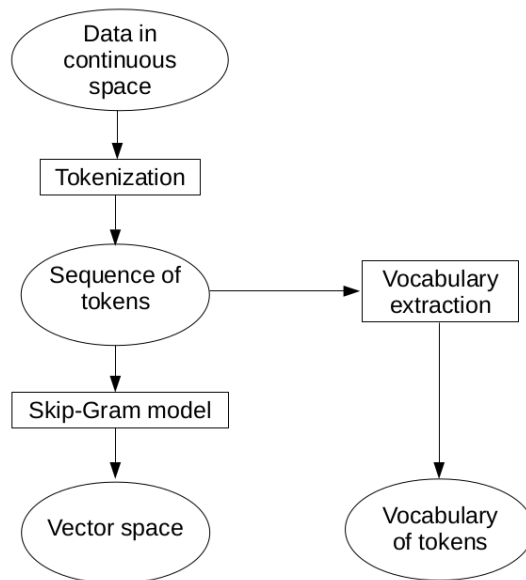 Data in
continuous
space
Tokenization
Sequence of
tokens
Vocabulary
extraction
Skip-Gram model
Vector space
Vocabulary
of tokens